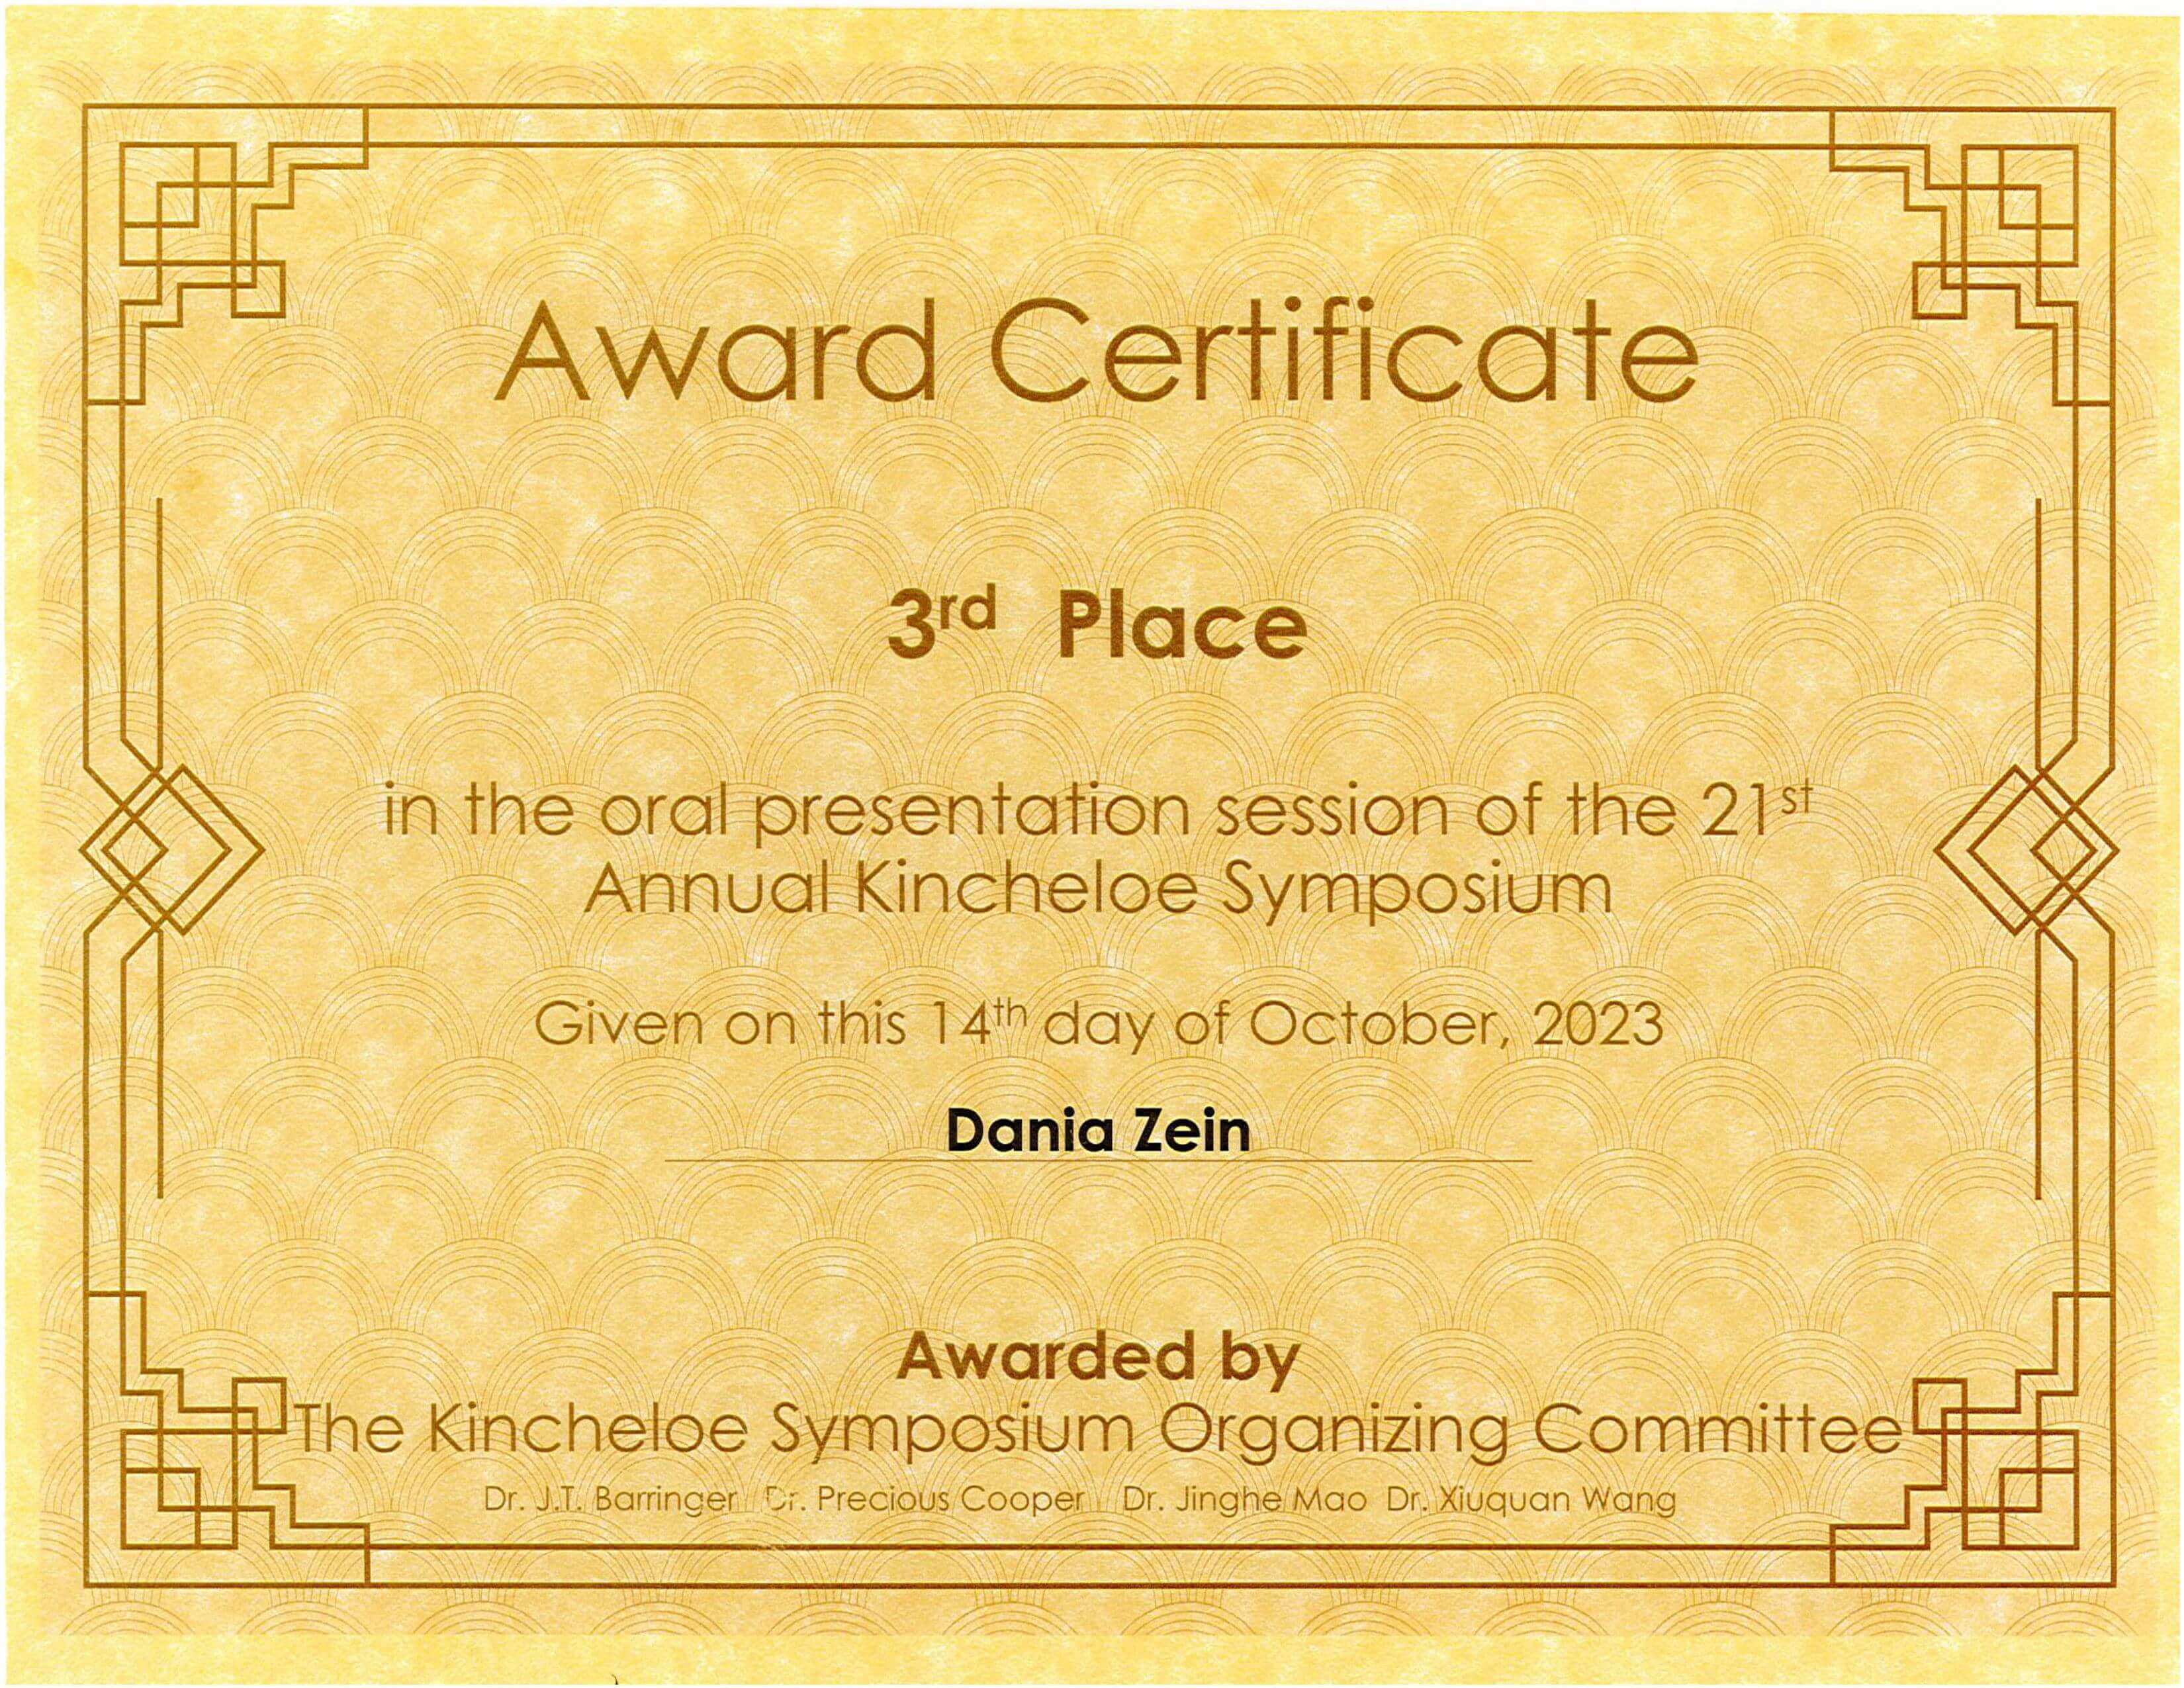 Award Certificate
3rd Place
in the oral presentation session of the 21st
Annual Kincheloe Symposium
Given on this 14th day of October, 2023
Dania Zein
Awarded by
The Kincheloe Symposium Organizing Committee
Dr. J.T. Barringer Dr. Precious Cooper Dr. Jinghe Mao Dr. Xiuquan Wang